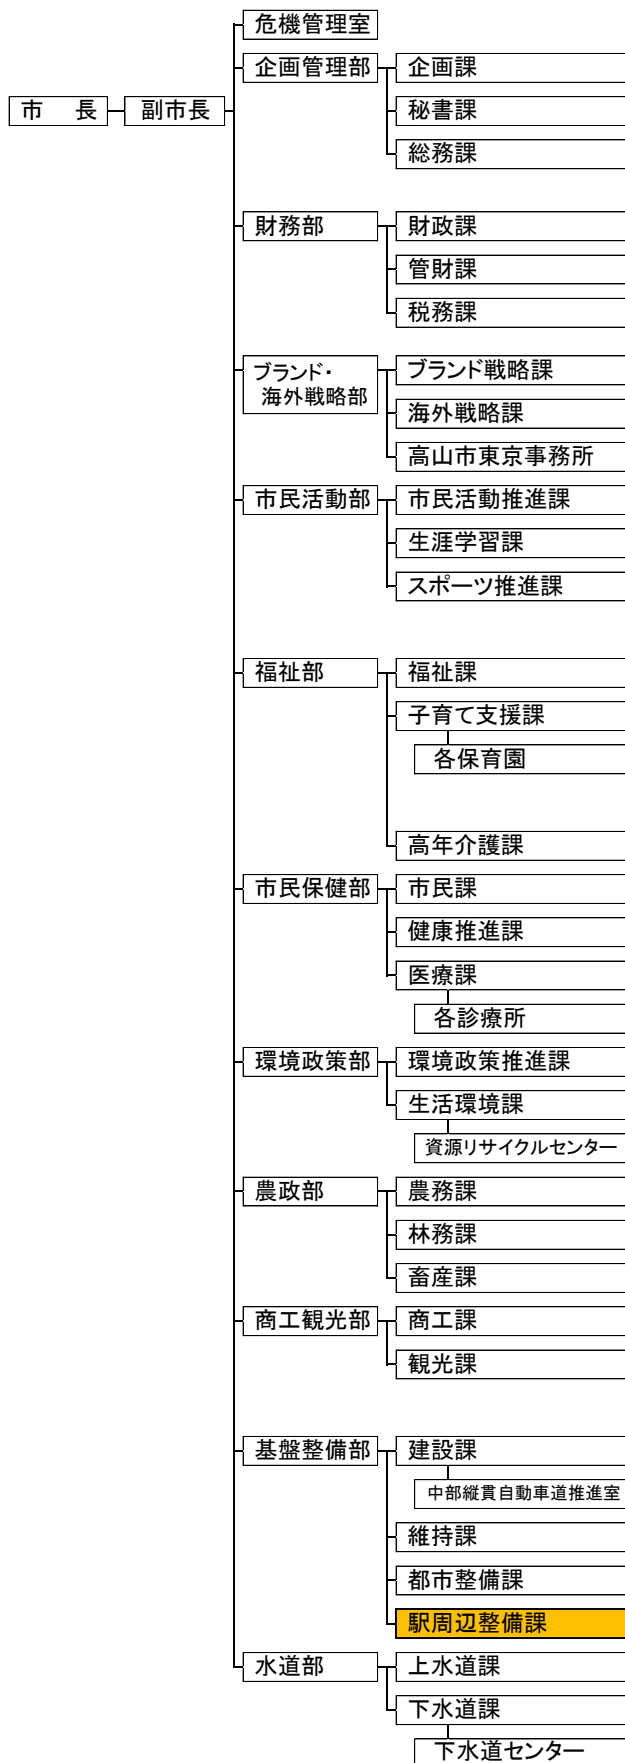 危機管理室
企画管理部
企画課
市　長
副市長
秘書課
総務課
財務部
財政課
管財課
税務課
ブランド・
海外戦略部
ブランド戦略課
海外戦略課
高山市東京事務所
市民活動部
市民活動推進課
生涯学習課
スポーツ推進課
福祉部
福祉課
子育て支援課
各保育園
高年介護課
市民保健部
市民課
健康推進課
医療課
各診療所
環境政策部
環境政策推進課
生活環境課
資源リサイクルセンター
農政部
農務課
林務課
畜産課
商工観光部
商工課
観光課
基盤整備部
建設課
中部縦貫自動車道推進室
維持課
都市整備課
駅周辺整備課
水道部
上水道課
下水道課
下水道センター